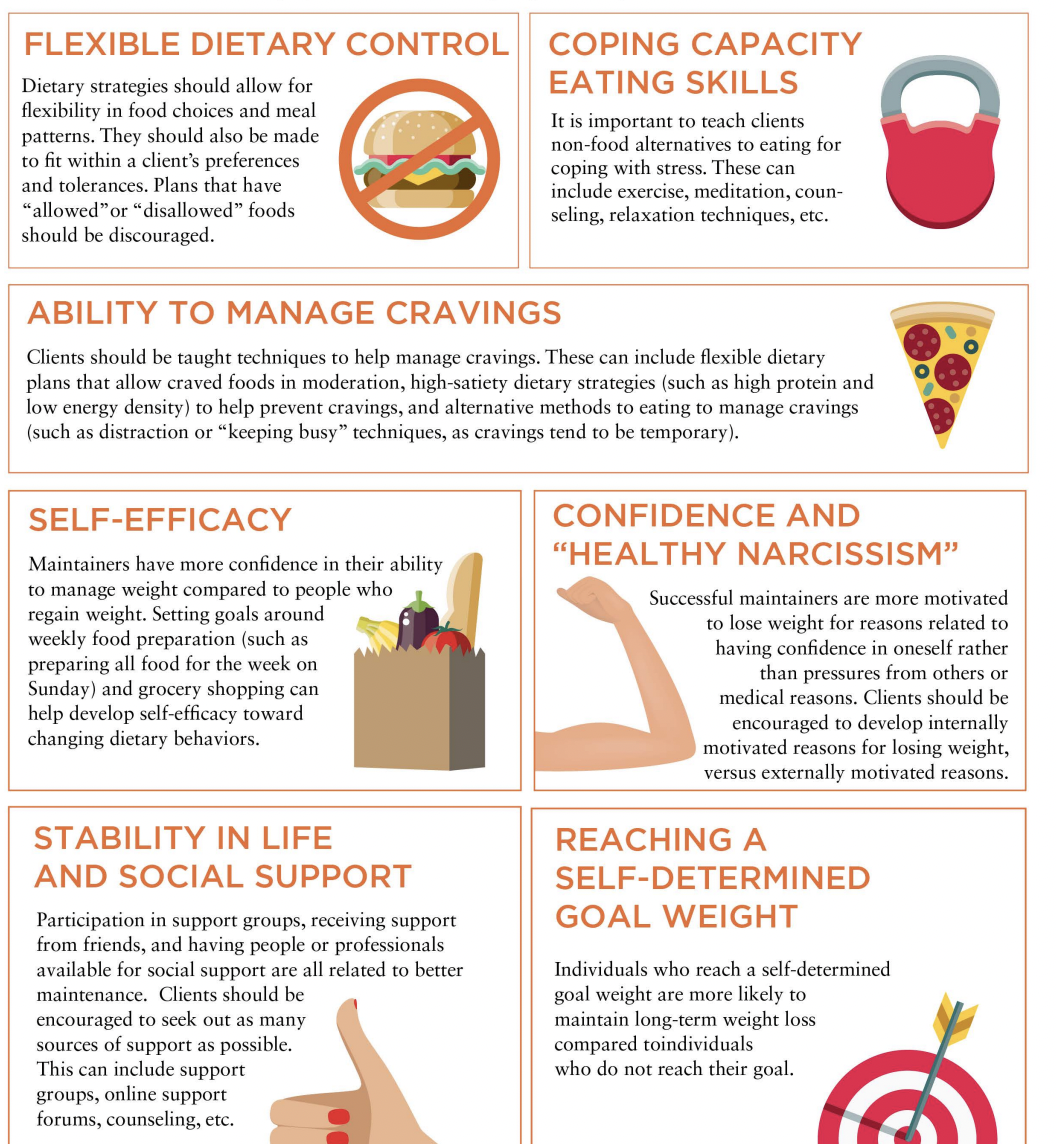 FLEXIBLE DIETARY CONTROL
Dietary strategies should allow for
flexibility in food choices and meal
patterns. They should also be made
to fit within a client’s preferences
and tolerances. Plans that have
“allowed”or “disallowed” foods
should be discouraged.
COPING CAPACITY
EATING SKILLS
It is important to teach clients
non-food alternatives to eating for
coping with stress. These can
include exercise, meditation, coun-
seling, relaxation techniques, etc.
ABILITY TO MANAGE CRAVINGS
Clients should be taught techniques to help manage cravings. These can include flexible dietary
plans that allow craved foods in moderation, high-satiety dietary strategies (such as high protein and
low energy density) to help prevent cravings, and alternative methods to eating to manage cravings
(such as distraction or “keeping busy” techniques, as cravings tend to be temporary).
SELF-EFFICACY
Maintainers have more confidence in their ability
to manage weight compared to people who
regain weight. Setting goals around
weekly food preparation (such as
preparing all food for the week on
Sunday) and grocery shopping can
help develop self-efficacy toward
changing dietary behaviors.
CONFIDENCE AND
“HEALTHY NARCISSISM”
Successful maintainers are more motivated
to lose weight for reasons related to
having confidence in oneself rather
than pressures from others or
medical reasons. Clients should be
encouraged to develop internally
motivated reasons for losing weight,
versus externally motivated reasons.
STABILITY IN LIFE
AND SOCIAL SUPPORT
Participation in support groups, receiving support
from friends, and having people or professionals
available for social support are all related to better
maintenance.  Clients should be
encouraged to seek out as many
sources of support as possible.
This can include support
groups, online support
forums, counseling, etc.
REACHING A
SELF-DETERMINED
GOAL WEIGHT
Individuals who reach a self-determined
goal weight are more likely to
maintain long-term weight loss
compared toindividuals
who do not reach their goal.